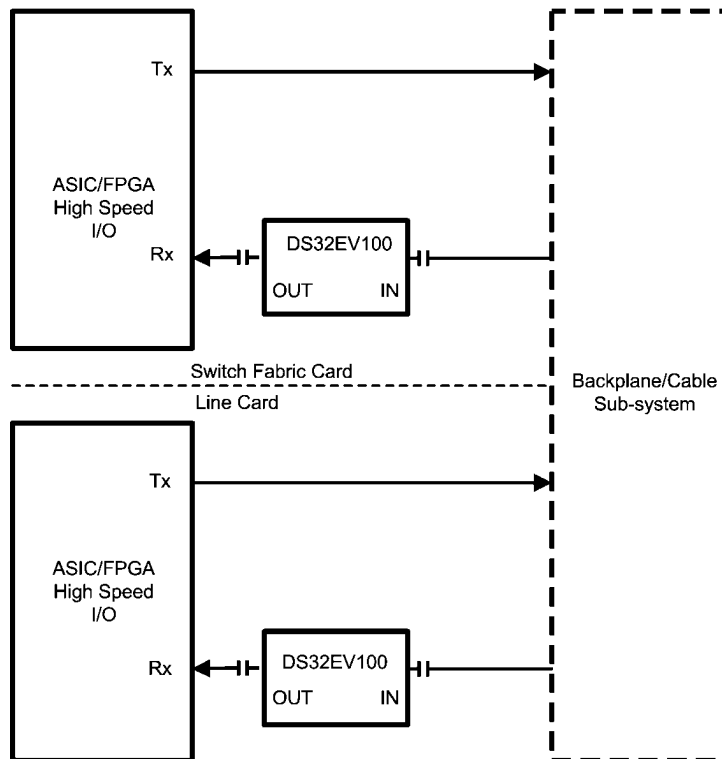 Tx
ASIC/FPGA
High Speed
I/O
Rx
DS32EV100
OUT IN
Switch Fabric Card
Line Card
Backplane/Cable
Sub-system
Tx
ASIC/FPGA
High Speed
I/O
Rx
DS32EV100
OUT IN